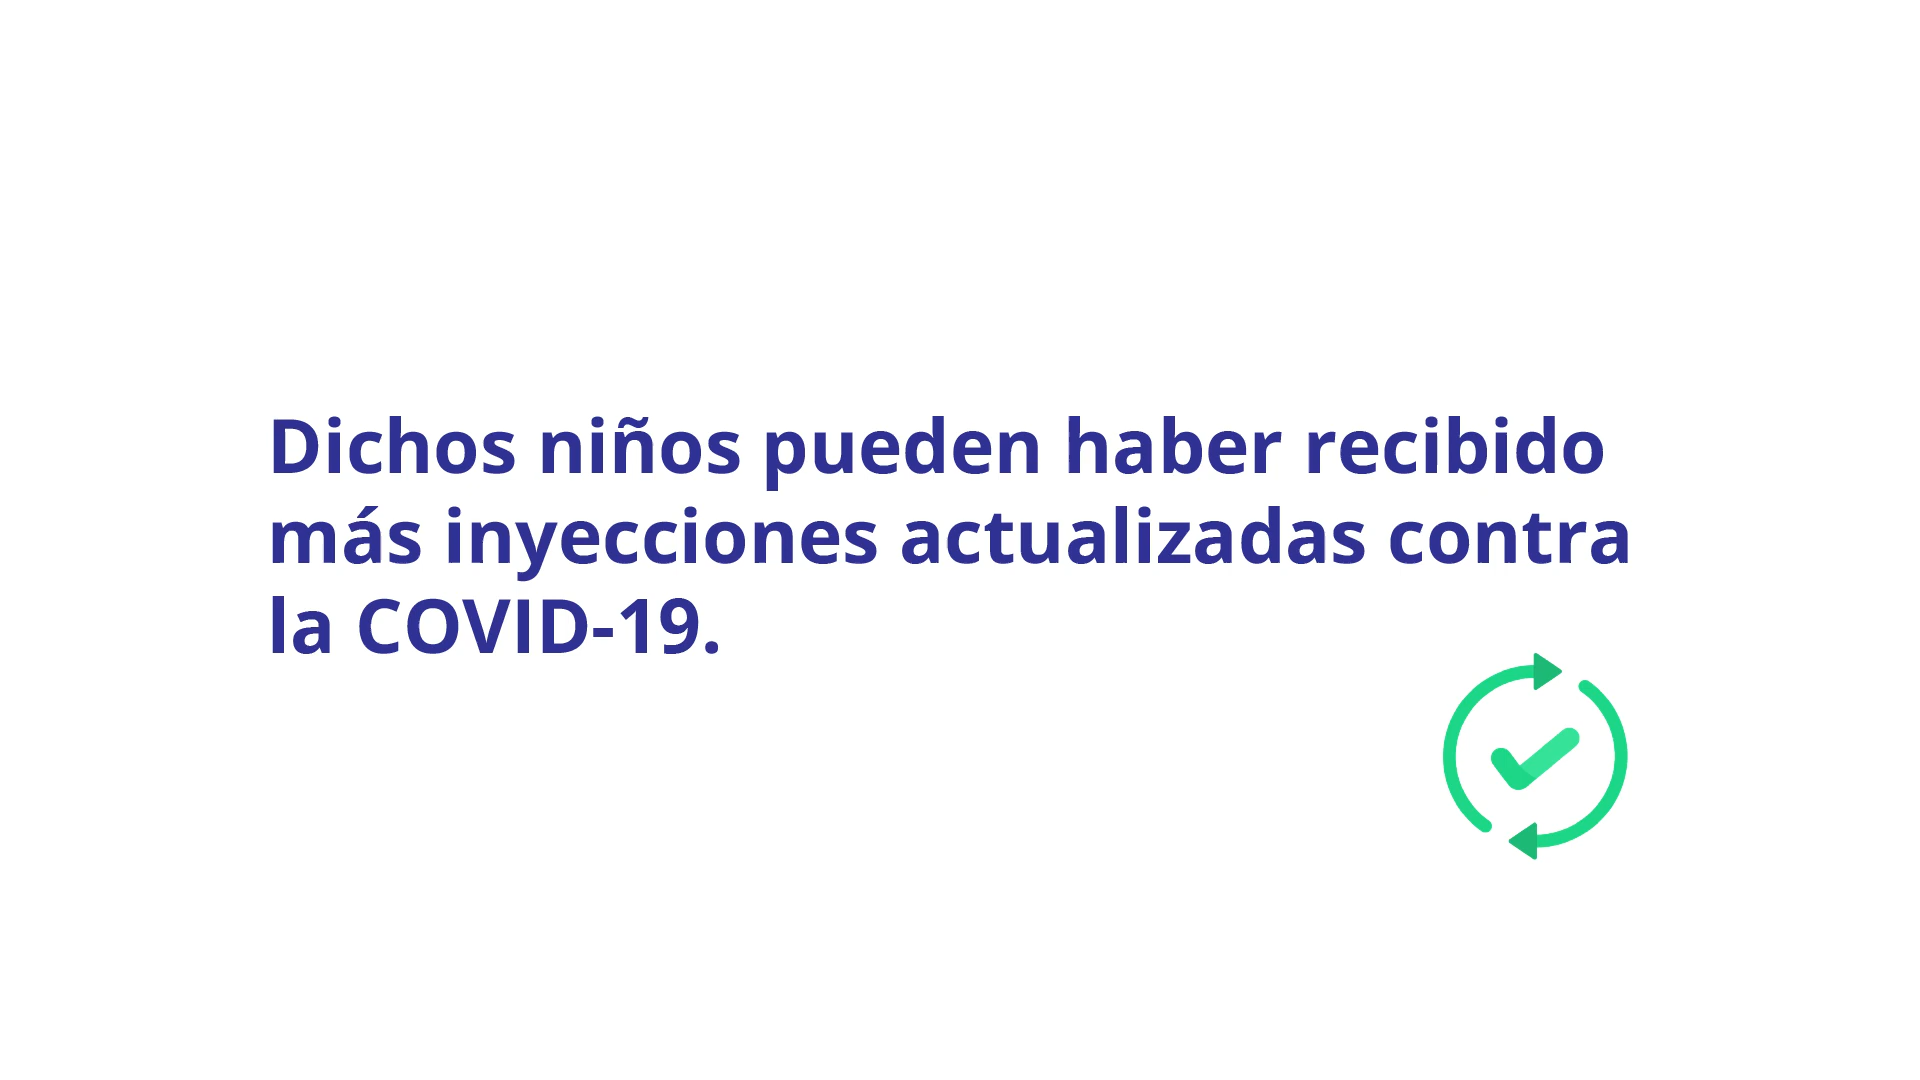 Dichos niños pueden haber recibido
más inyecciones actualizadas contra
la COVID-19.